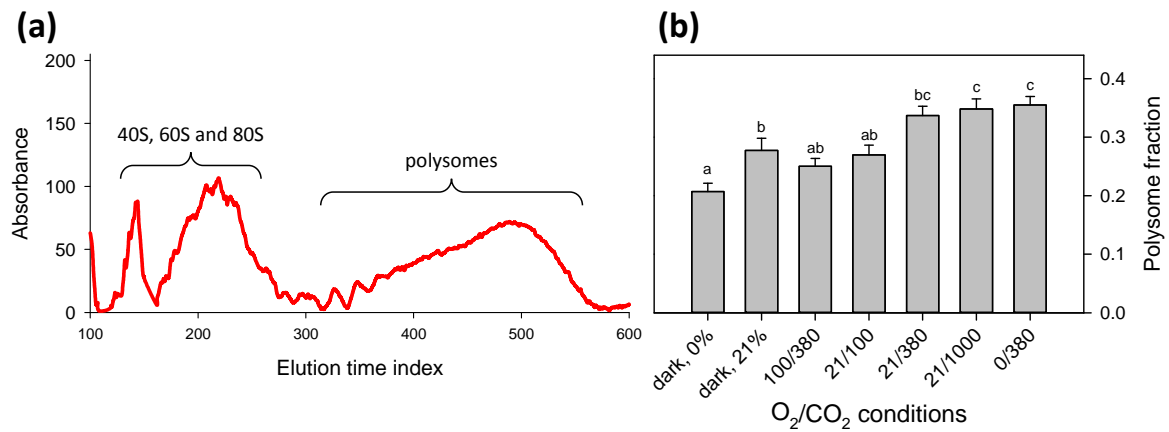 (a)
200
150
100
50
0
Absorbance
40S, 60S and 80S
polysomes
100 200 300 400 500 600
Elution time index
(b)
a b ab ab bc c c
0.4
0.3
0.2
0.1
0.0
Polysome fraction
dark, 0% dark, 21% 100/380 21/100 21/380 21/1000 0/380
O₂/CO₂ conditions